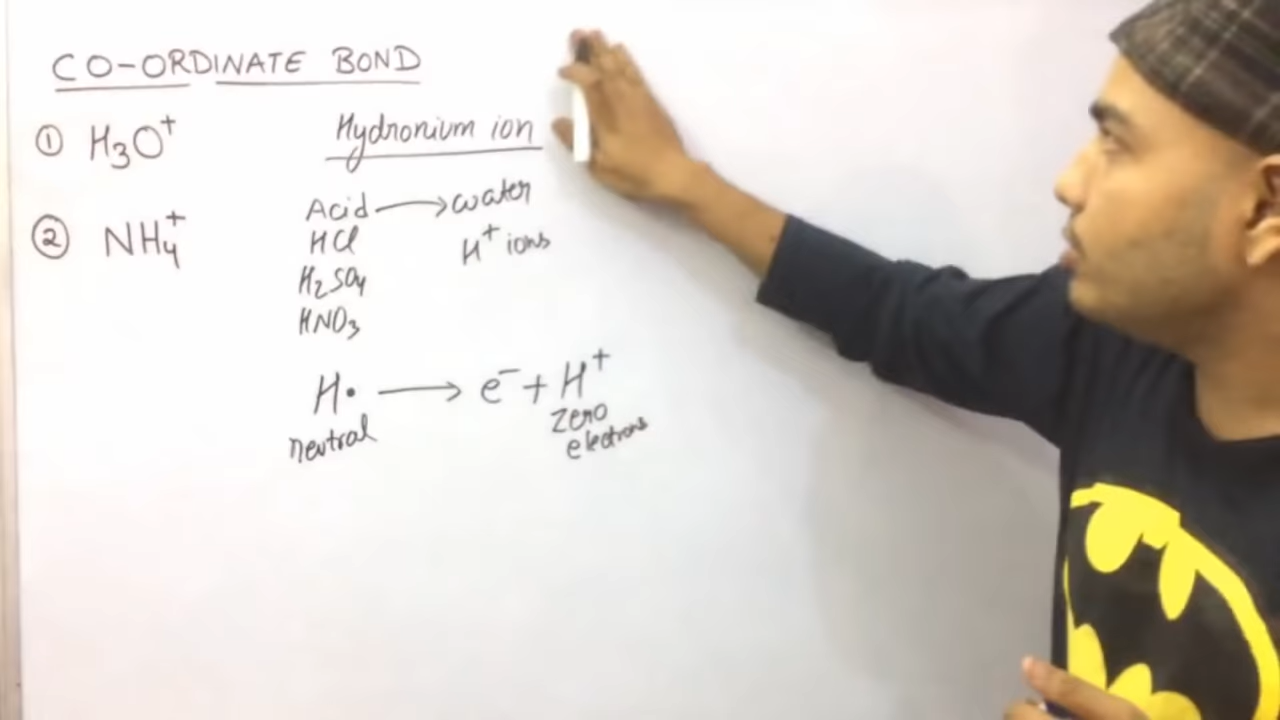 CO-ORDINATE BOND
① H₃O⁺
② NH₄⁺
Hydronium ion
Acid ⟶ water
HCl
H⁺ ions
H₂SO₄
HNO₃
H• ⟶ e⁻ + H⁺
neutral
Zero
electrons